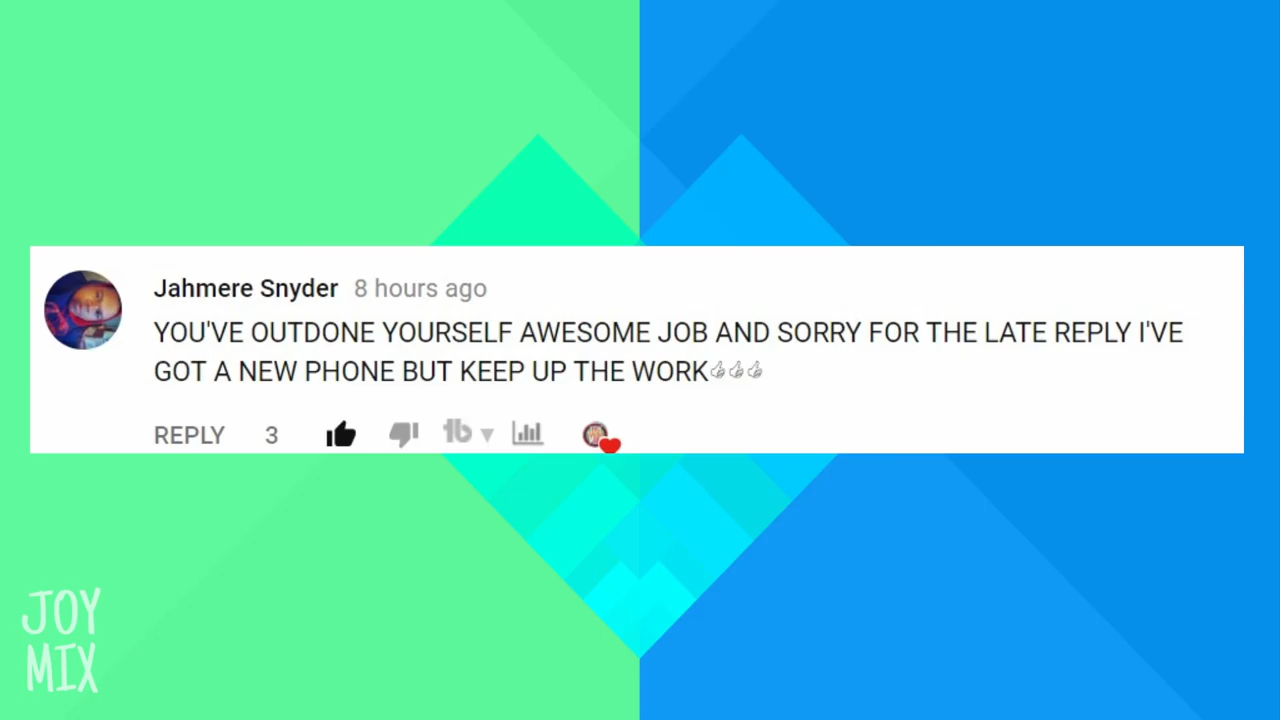 Jahmere Snyder 8 hours ago
YOU'VE OUTDONE YOURSELF AWESOME JOB AND SORRY FOR THE LATE REPLY I'VE
GOT A NEW PHONE BUT KEEP UP THE WORK👍👍👍
REPLY 3
JOY
MIX